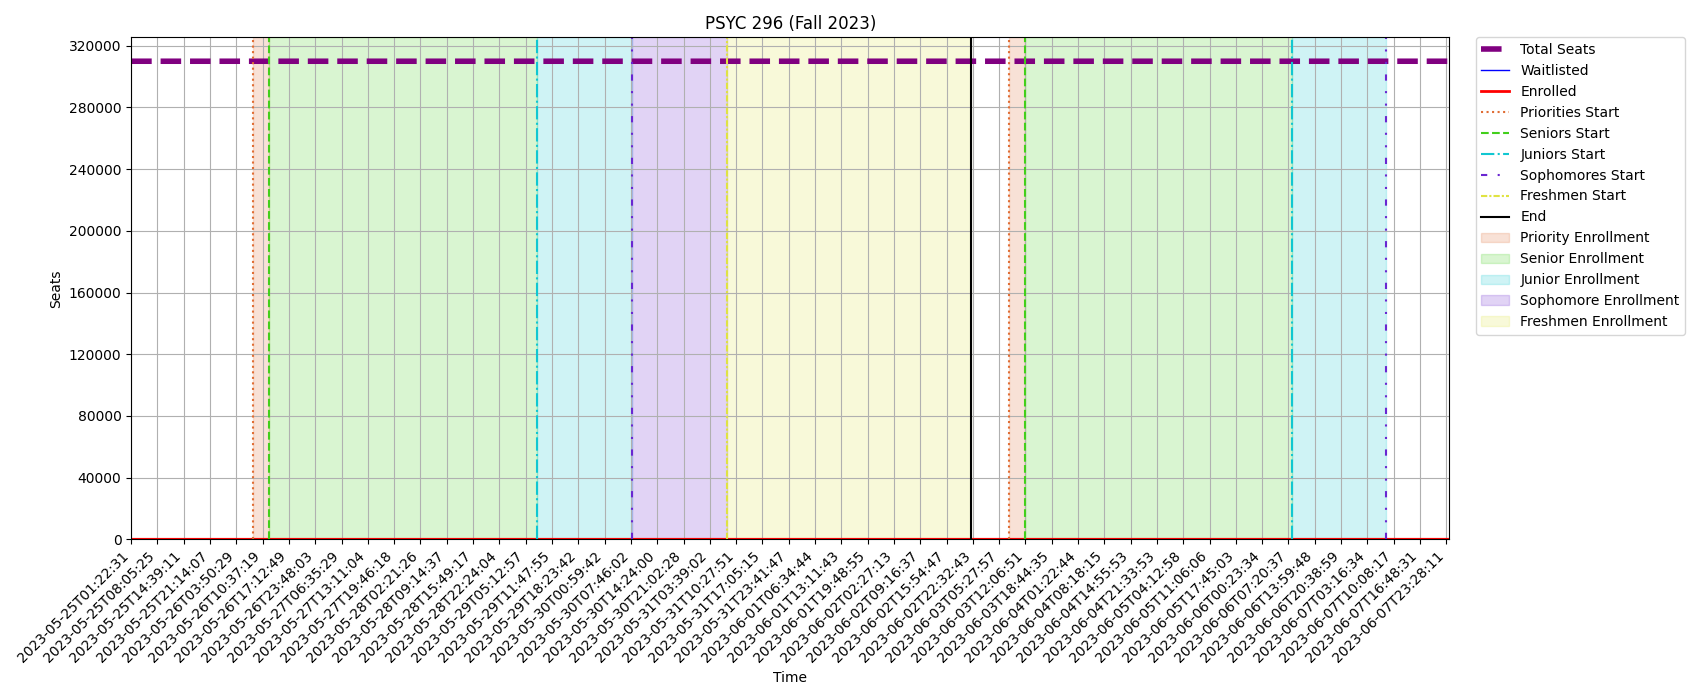 PSYC 296 (Fall 2023)
320000
280000
240000
200000
160000
120000
80000
40000
0
Seats
2023-05-25T01:22:31
2023-05-25T08:05:25
2023-05-25T14:39:11
2023-05-25T21:14:07
2023-05-26T03:50:29
2023-05-26T10:37:19
2023-05-26T17:12:49
2023-05-26T23:48:03
2023-05-27T06:35:29
2023-05-27T13:11:04
2023-05-27T19:46:18
2023-05-28T02:21:26
2023-05-28T09:14:37
2023-05-28T15:49:17
2023-05-28T22:24:04
2023-05-29T05:12:57
2023-05-29T11:47:55
2023-05-29T18:23:42
2023-05-30T00:59:42
2023-05-30T07:46:02
2023-05-30T14:24:00
2023-05-30T21:02:28
2023-05-31T03:39:02
2023-05-31T10:27:51
2023-05-31T17:05:15
2023-05-31T23:41:47
2023-06-01T06:34:44
2023-06-01T13:11:43
2023-06-01T19:48:55
2023-06-02T02:27:13
2023-06-02T09:16:37
2023-06-02T15:54:47
2023-06-02T22:32:43
2023-06-03T05:27:57
2023-06-03T12:06:51
2023-06-03T18:44:35
2023-06-04T01:22:44
2023-06-04T08:18:15
2023-06-04T14:55:53
2023-06-04T21:33:53
2023-06-05T04:12:58
2023-06-05T11:06:06
2023-06-05T17:45:03
2023-06-06T00:23:34
2023-06-06T07:20:37
2023-06-06T13:59:48
2023-06-06T20:38:59
2023-06-07T03:16:34
2023-06-07T10:08:17
2023-06-07T16:48:31
2023-06-07T23:28:11
Time
Total Seats
Waitlisted
Enrolled
Priorities Start
Seniors Start
Juniors Start
Sophomores Start
Freshmen Start
End
Priority Enrollment
Senior Enrollment
Junior Enrollment
Sophomore Enrollment
Freshmen Enrollment